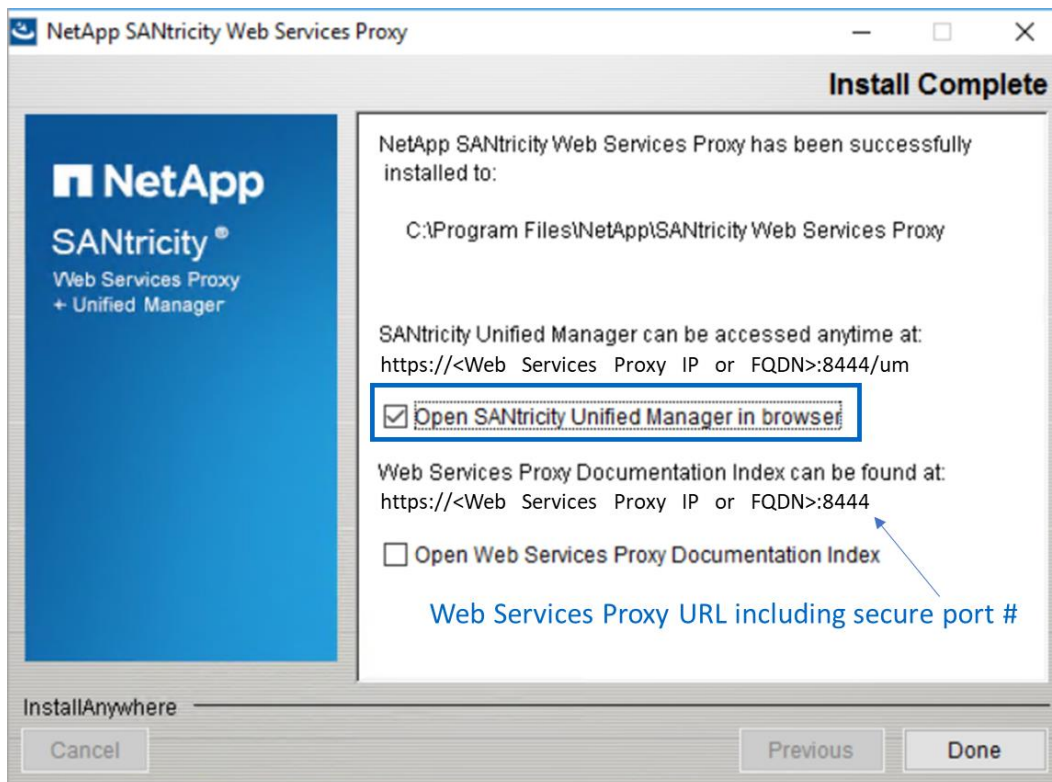 NetApp SANtricity Web Services Proxy
Install Complete
NetApp
SANtricity ®
Web Services Proxy
+ Unified Manager
NetApp SANtricity Web Services Proxy has been successfully
installed to:
C:\Program Files\NetApp\SANtricity Web Services Proxy
SANtricity Unified Manager can be accessed anytime at:
https://<Web Services Proxy IP or FQDN>:8444/um
Open SANtricity Unified Manager in browser
Web Services Proxy Documentation Index can be found at:
https://<Web Services Proxy IP or FQDN>:8444
Open Web Services Proxy Documentation Index
Web Services Proxy URL including secure port #
InstallAnywhere
Cancel
Previous
Done